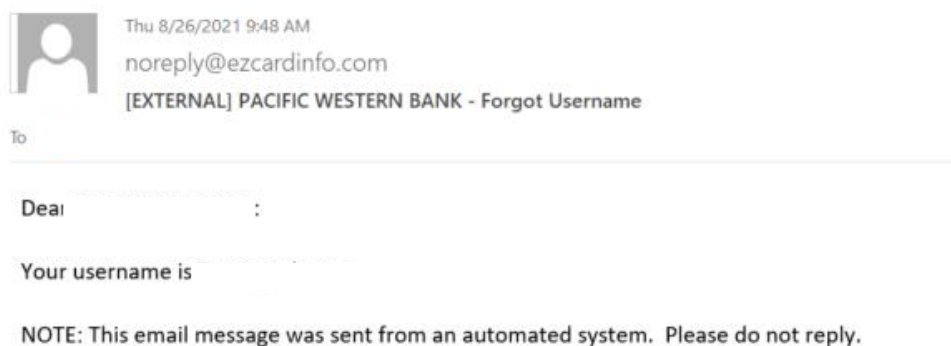 Thu 8/26/2021 9:48 AM
noreply@ezcardinfo.com
[EXTERNAL] PACIFIC WESTERN BANK - Forgot Username
To
Dear :
Your username is
NOTE: This email message was sent from an automated system. Please do not reply.